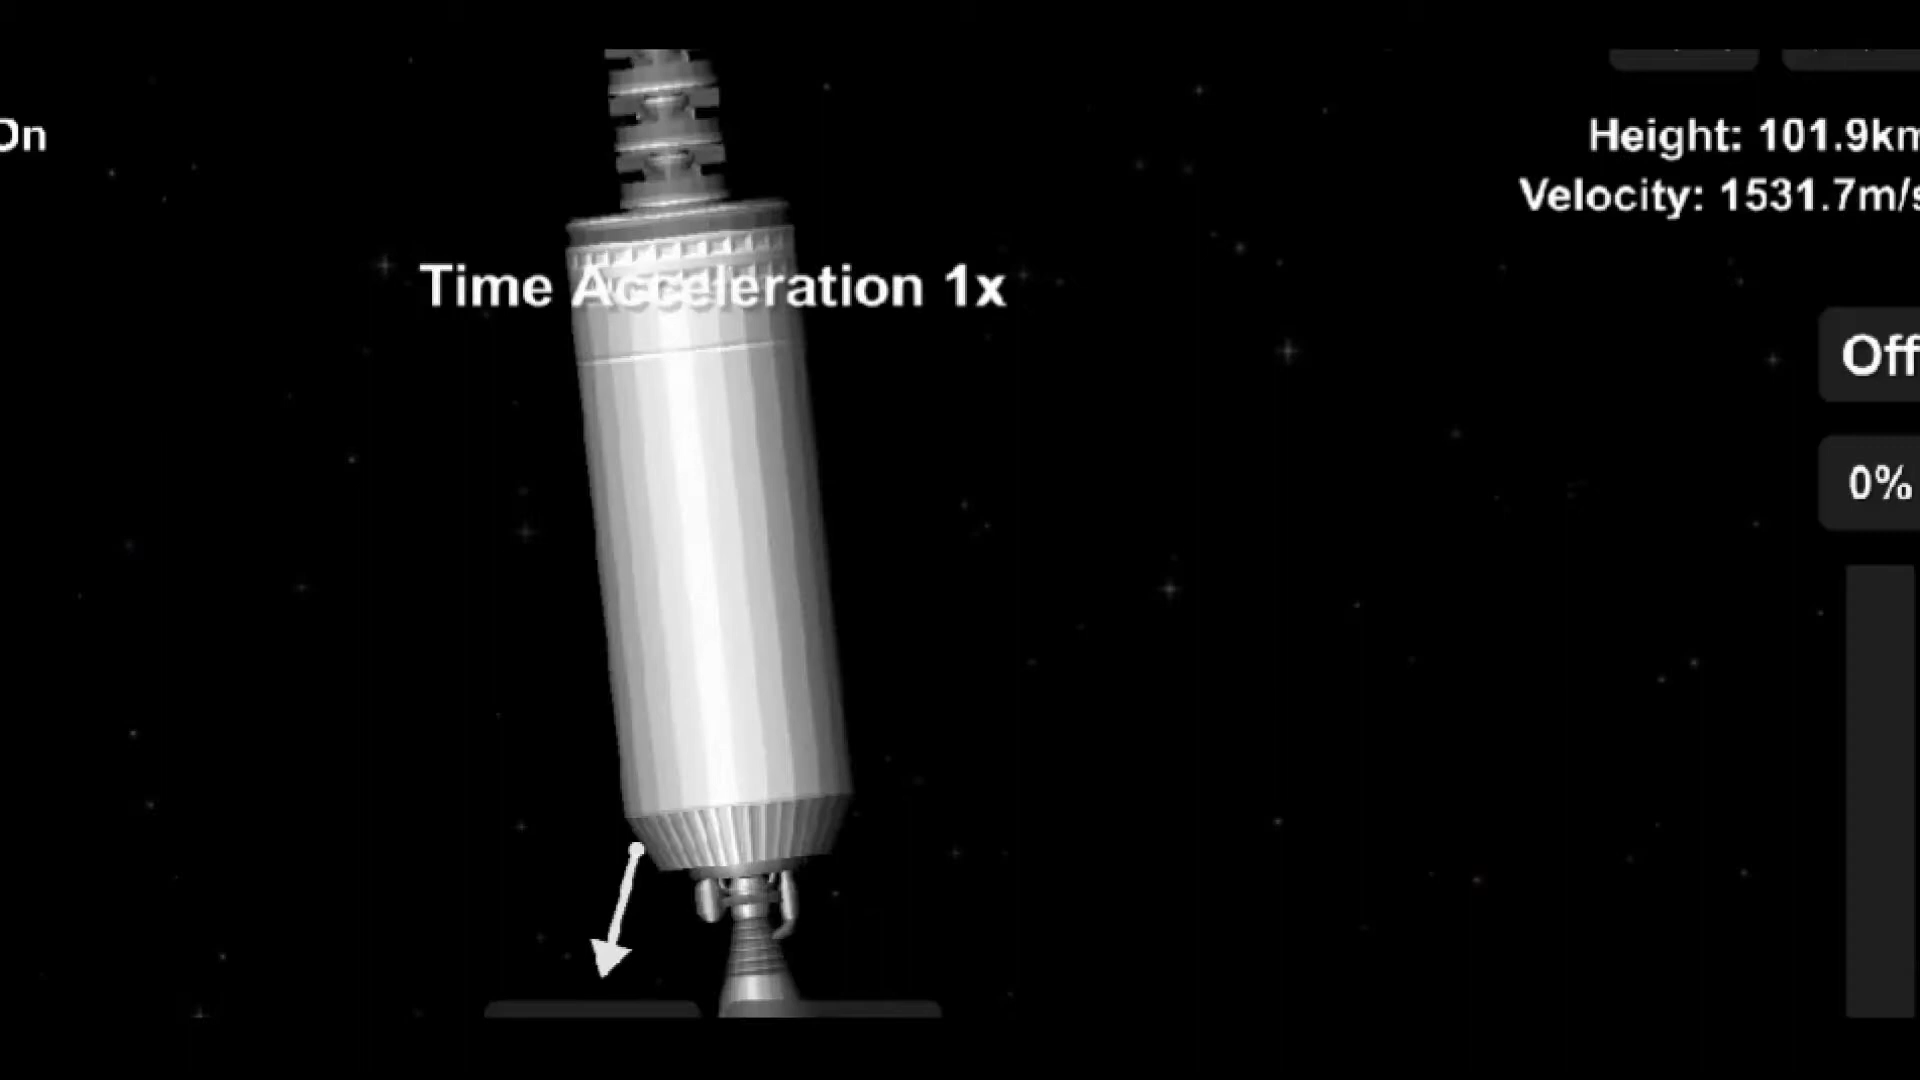 On
Height: 101.9km
Velocity: 1531.7m/s
Time Acceleration 1x
Off
0%